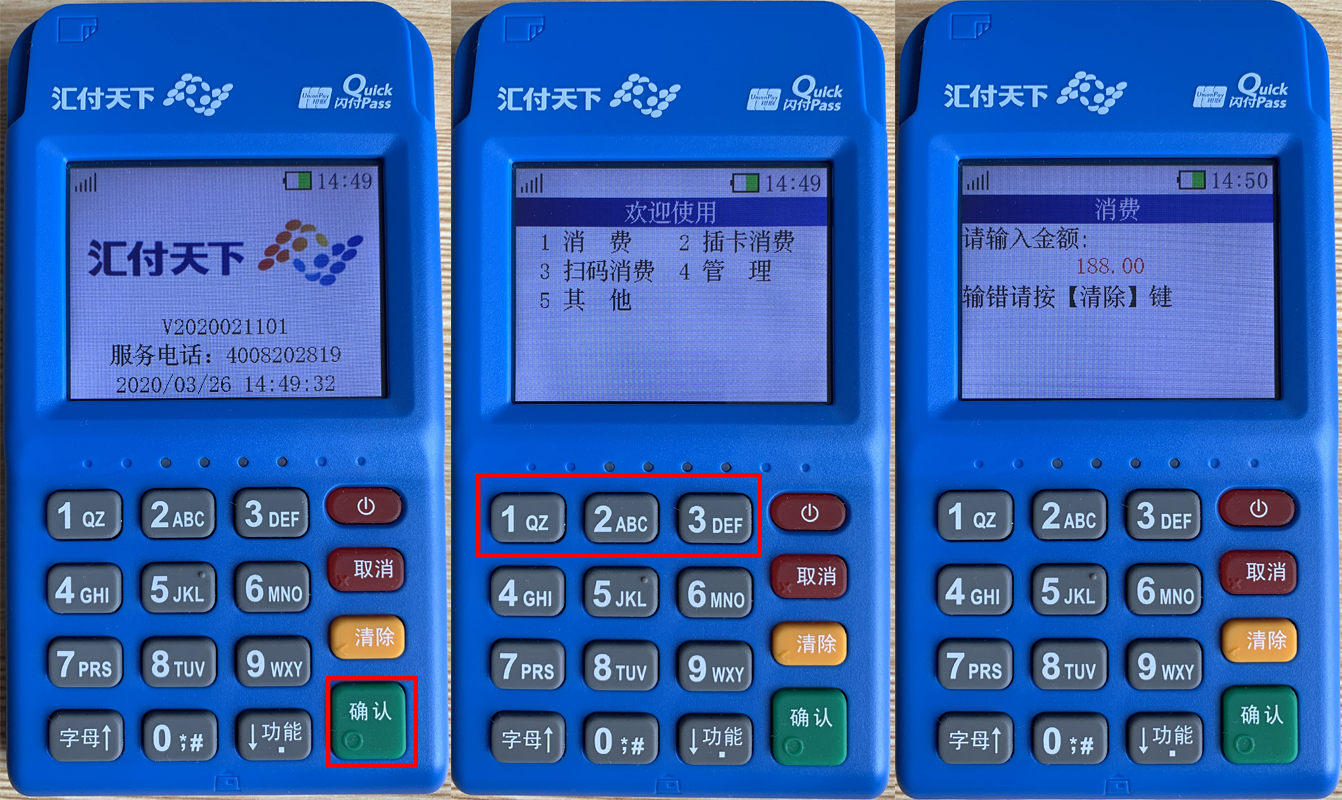 汇付天下 UnionPay 银联 Quick
闪付Pass
14:49
汇付天下
V2020021101
服务电话：4008202819
2020/03/26 14:49:32
1 QZ 2 ABC 3 DEF
取消
4 GHI 5 JKL 6 MNO
清除
7 PRS 8 TUV 9 WXY
确认
字母↑ 0 *;# ↓功能 .
汇付天下 UnionPay 银联 Quick
闪付Pass
14:49
欢迎使用
1 消 费 2 插卡消费
3 扫码消费 4 管 理
5 其 他
1 QZ 2 ABC 3 DEF
取消
4 GHI 5 JKL 6 MNO
清除
7 PRS 8 TUV 9 WXY
确认
字母↑ 0 *;# ↓功能 .
汇付天下 UnionPay 银联 Quick
闪付Pass
14:50
消费
请输入金额:
188.00
输错请按【清除】键
1 QZ 2 ABC 3 DEF
取消
4 GHI 5 JKL 6 MNO
清除
7 PRS 8 TUV 9 WXY
确认
字母↑ 0 *;# ↓功能 .